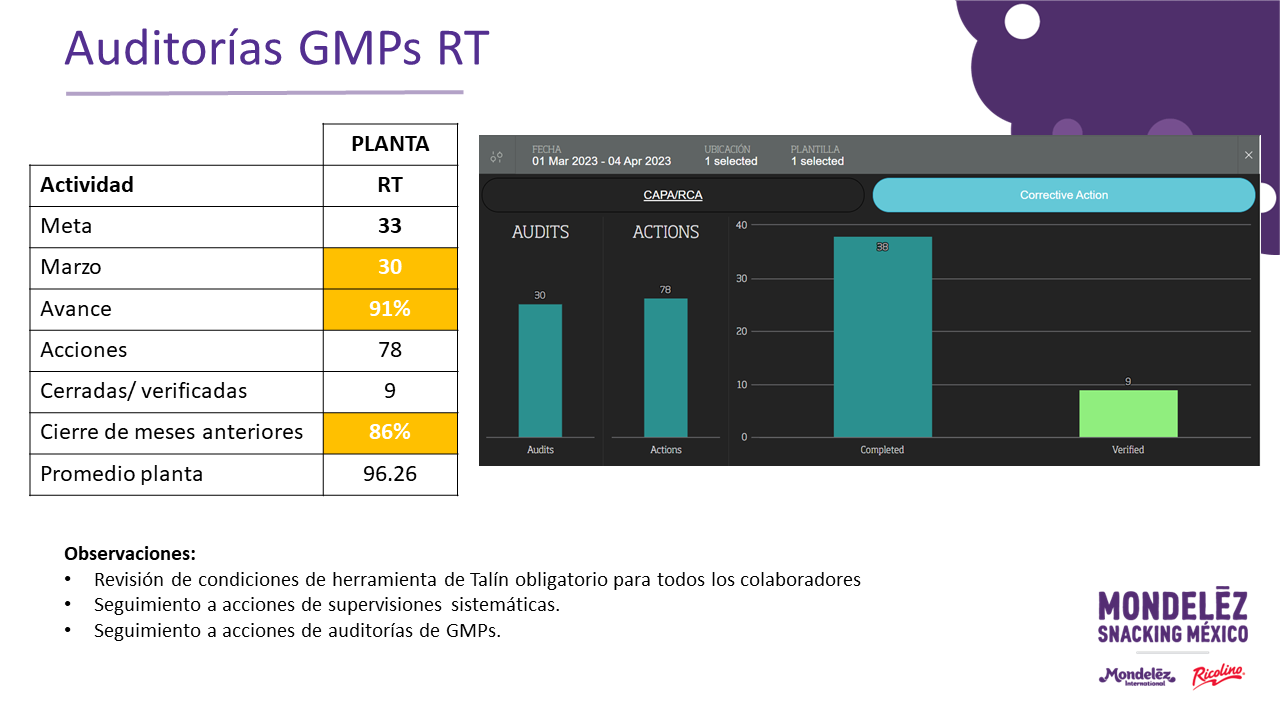 Auditorías GMPs RT
PLANTA
Actividad RT
Meta 33
Marzo 30
Avance 91%
Acciones 78
Cerradas/ verificadas 9
Cierre de meses anteriores 86%
Promedio planta 96.26
FECHA UBICACIÓN PLANTILLA
01 Mar 2023 - 04 Apr 2023 1 selected 1 selected
CAPA/RCA Corrective Action
AUDITS ACTIONS
40
30
20
10
0
30
78
38
9
Audits Actions Completed Verified
Observaciones:
• Revisión de condiciones de herramienta de Talín obligatorio para todos los colaboradores
• Seguimiento a acciones de supervisiones sistemáticas.
• Seguimiento a acciones de auditorías de GMPs.
MONDELĒZ
SNACKING MÉXICO
Mondelēz International
Ricolino